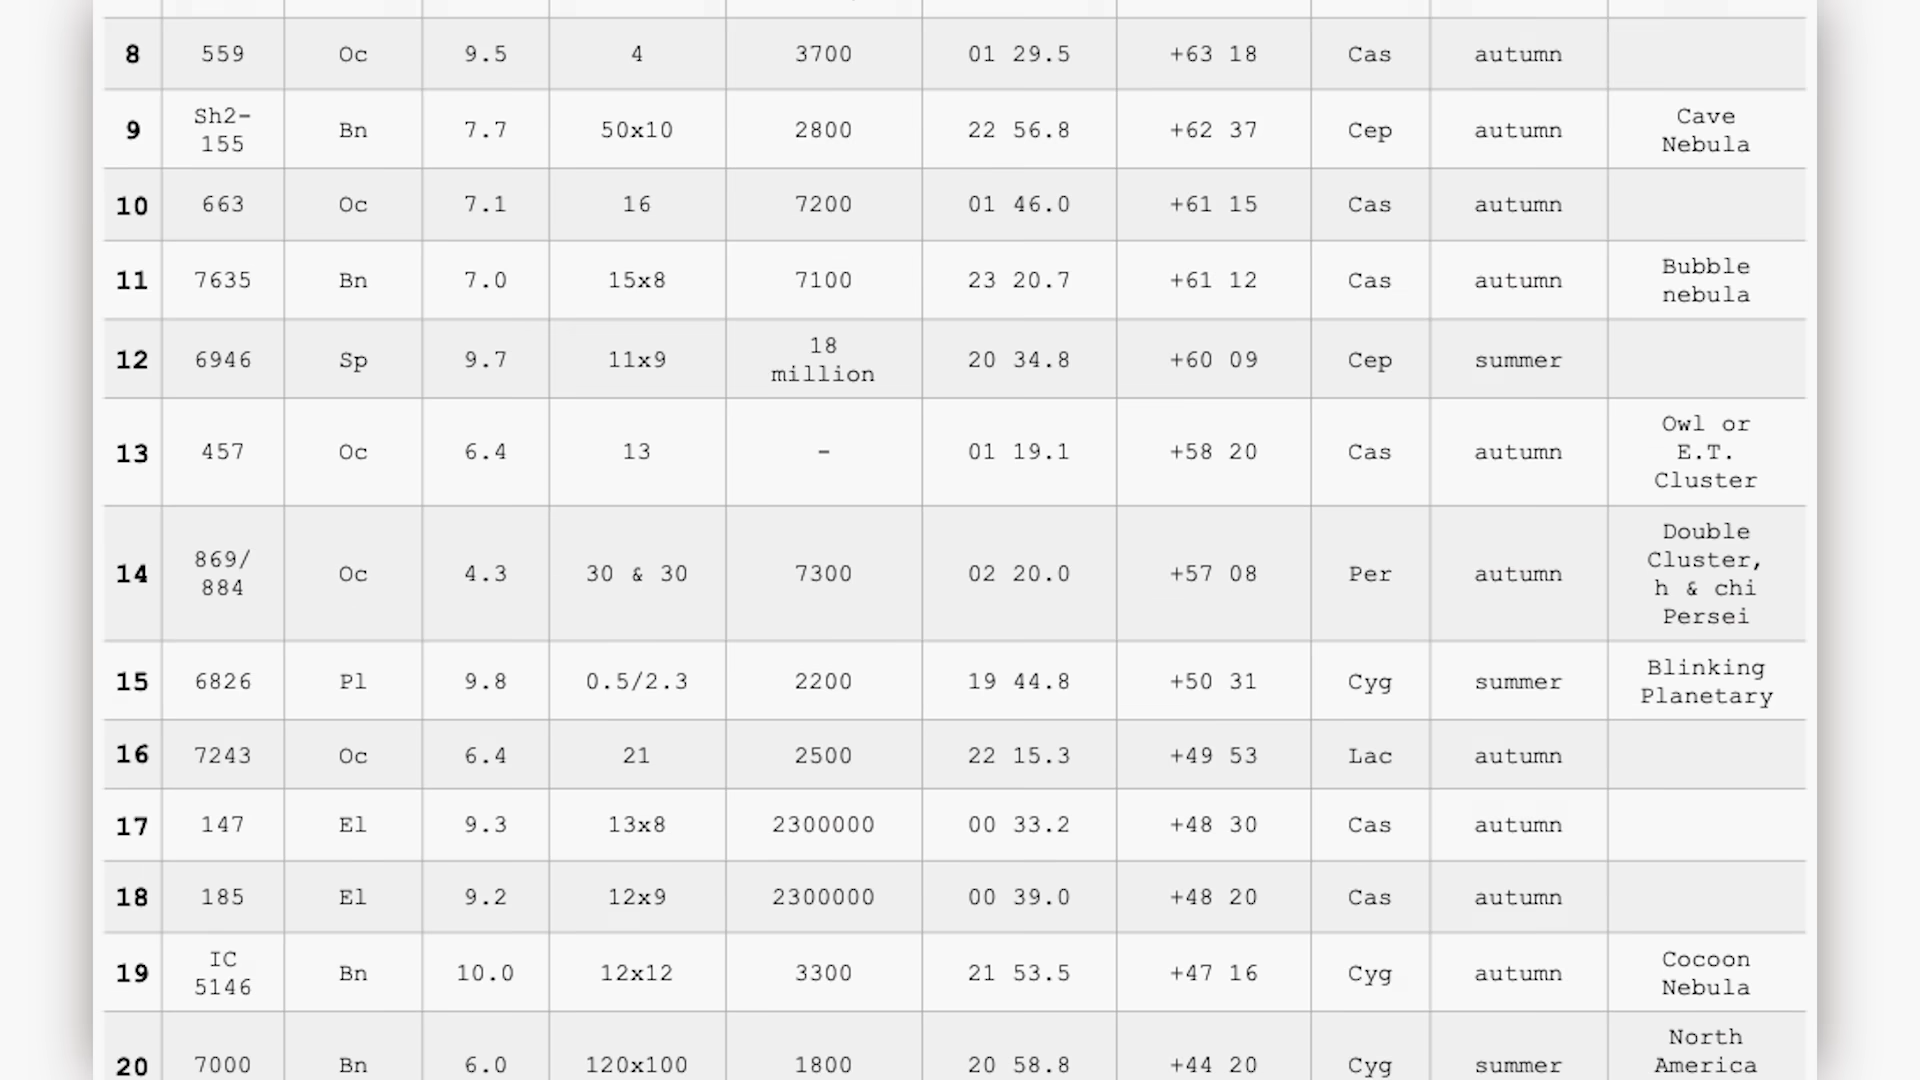 8 559 Oc 9.5 4 3700 01 29.5 +63 18 Cas autumn
9 Sh2-155 Bn 7.7 50x10 2800 22 56.8 +62 37 Cep autumn Cave Nebula
10 663 Oc 7.1 16 7200 01 46.0 +61 15 Cas autumn
11 7635 Bn 7.0 15x8 7100 23 20.7 +61 12 Cas autumn Bubble nebula
12 6946 Sp 9.7 11x9 18 million 20 34.8 +60 09 Cep summer
13 457 Oc 6.4 13 - 01 19.1 +58 20 Cas autumn Owl or E.T. Cluster
14 869/884 Oc 4.3 30 & 30 7300 02 20.0 +57 08 Per autumn Double Cluster, h & chi Persei
15 6826 Pl 9.8 0.5/2.3 2200 19 44.8 +50 31 Cyg summer Blinking Planetary
16 7243 Oc 6.4 21 2500 22 15.3 +49 53 Lac autumn
17 147 El 9.3 13x8 2300000 00 33.2 +48 30 Cas autumn
18 185 El 9.2 12x9 2300000 00 39.0 +48 20 Cas autumn
19 IC 5146 Bn 10.0 12x12 3300 21 53.5 +47 16 Cyg autumn Cocoon Nebula
20 7000 Bn 6.0 120x100 1800 20 58.8 +44 20 Cyg summer North America